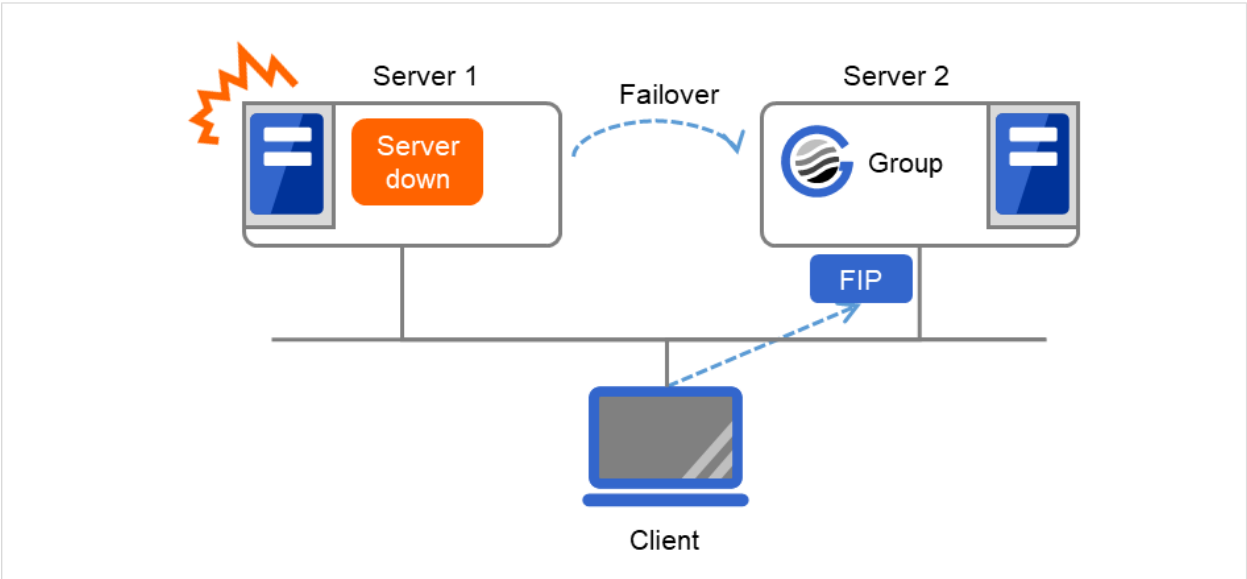 Server 1
Failover
Server 2
Server
down
Group
FIP
Client